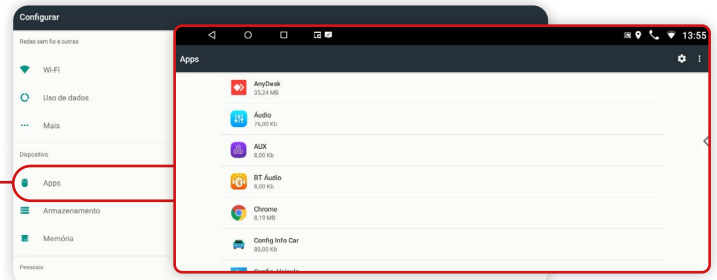 Configurar
Redes sem fio e outras
Wi-Fi
Uso de dados
Mais
Dispositivo
Apps
Armazenamento
Memória
Pessoais
13:55
Apps
AnyDesk
35,24 MB
Áudio
76,00 Kb
AUX
8,00 Kb
BT Áudio
8,00 Kb
Chrome
8,19 MB
Config Info Car
80,00 Kb